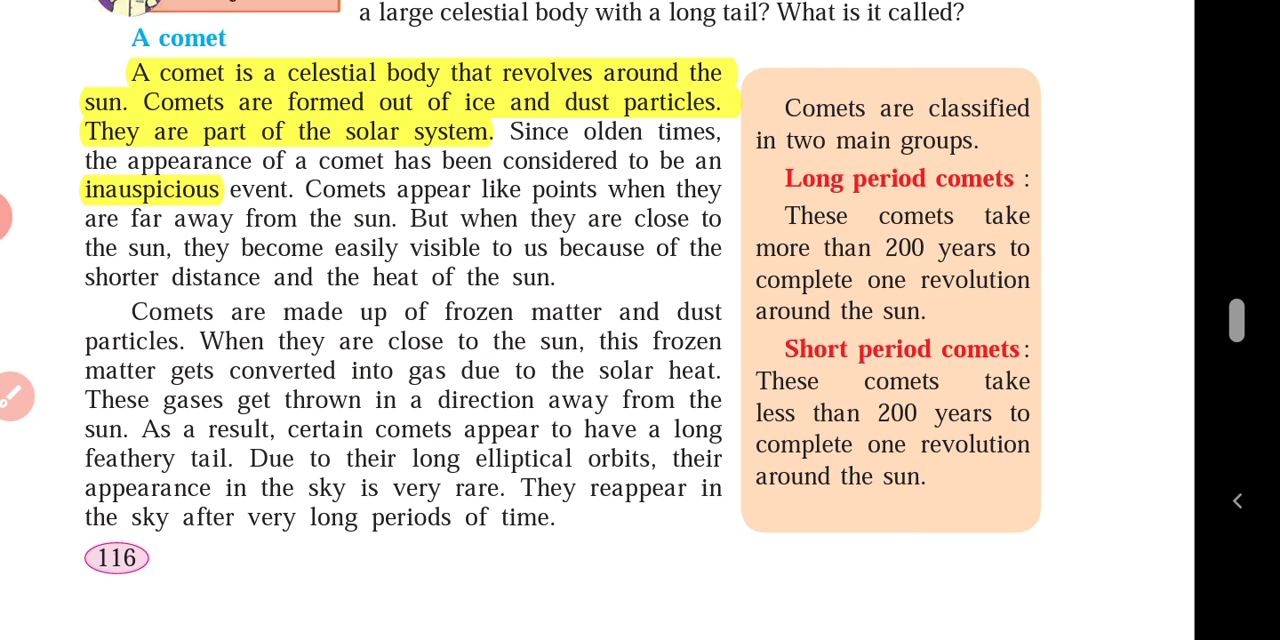 a large celestial body with a long tail? What is it called?
A comet
A comet is a celestial body that revolves around the
sun. Comets are formed out of ice and dust particles.
They are part of the solar system. Since olden times,
the appearance of a comet has been considered to be an
inauspicious event. Comets appear like points when they
are far away from the sun. But when they are close to
the sun, they become easily visible to us because of the
shorter distance and the heat of the sun.
Comets are made up of frozen matter and dust
particles. When they are close to the sun, this frozen
matter gets converted into gas due to the solar heat.
These gases get thrown in a direction away from the
sun. As a result, certain comets appear to have a long
feathery tail. Due to their long elliptical orbits, their
appearance in the sky is very rare. They reappear in
the sky after very long periods of time.
Comets are classified
in two main groups.
Long period comets :
These comets take
more than 200 years to
complete one revolution
around the sun.
Short period comets :
These comets take
less than 200 years to
complete one revolution
around the sun.
116